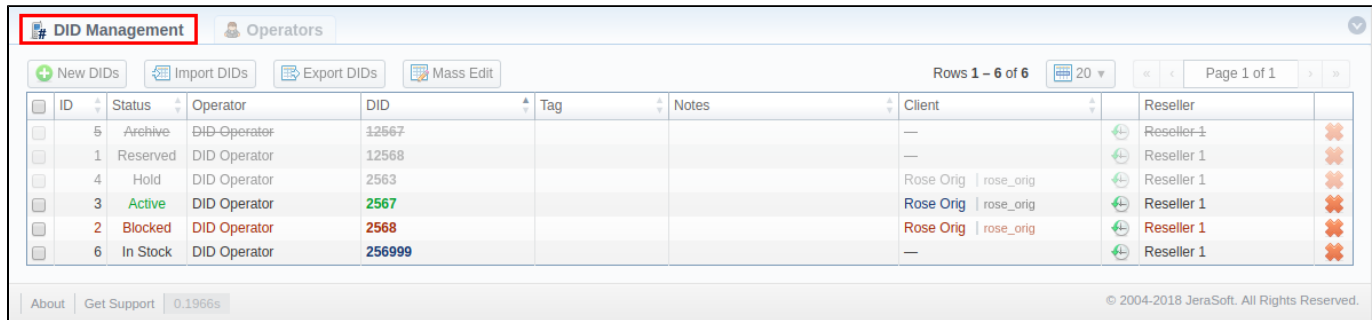 DID Management Operators
New DIDs Import DIDs Export DIDs Mass Edit Rows 1 – 6 of 6 20 Page 1 of 1
ID Status Operator DID Tag Notes Client Reseller
5 Archive DID Operator 12567 — Reseller 1
1 Reserved DID Operator 12568 — Reseller 1
4 Hold DID Operator 2563 Rose Orig | rose_orig Reseller 1
3 Active DID Operator 2567 Rose Orig | rose_orig Reseller 1
2 Blocked DID Operator 2568 Rose Orig | rose_orig Reseller 1
6 In Stock DID Operator 256999 — Reseller 1
About Get Support 0.1966s © 2004-2018 JeraSoft. All Rights Reserved.